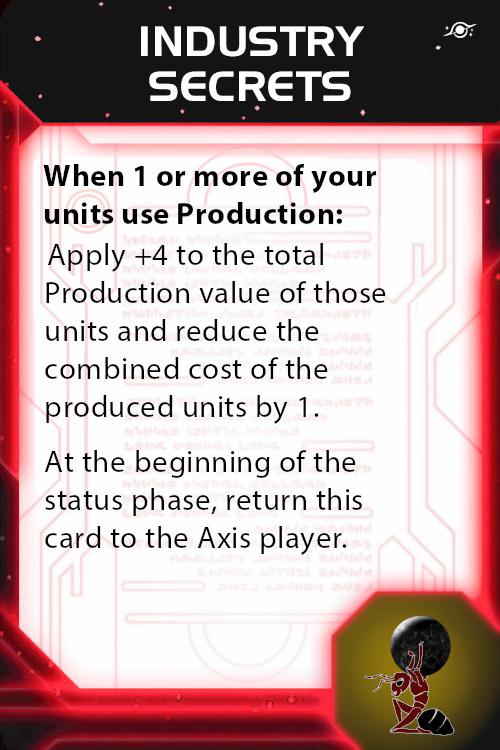 INDUSTRY
SECRETS
When 1 or more of your
units use Production:
Apply +4 to the total
Production value of those
units and reduce the
combined cost of the
produced units by 1.
At the beginning of the
status phase, return this
card to the Axis player.